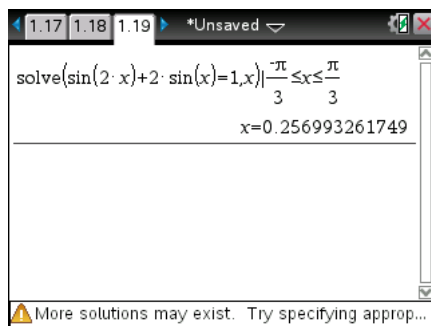 1.17 1.18 1.19 *Unsaved
solve(sin(2·x)+2·sin(x)=1,x)|-π/3≤x≤π/3
x=0.256993261749
More solutions may exist. Try specifying approp...